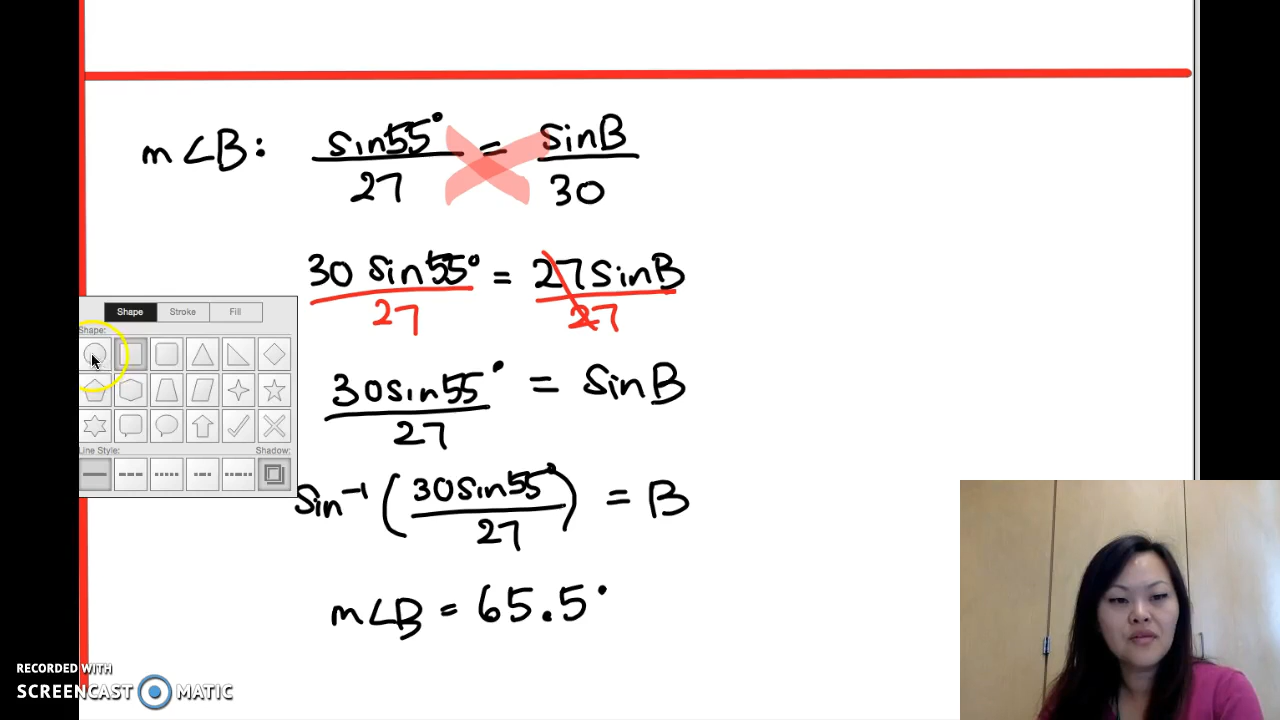 m∠B: sin55° / 27 = sinB / 30
30 sin55° / 27 = 27sinB / 27
Shape Stroke Fill
Shape:
30sin55° / 27 = sinB
Line Style: Shadow:
sin⁻¹ (30sin55° / 27) = B
m∠B = 65.5°
RECORDED WITH
SCREENCAST MATIC